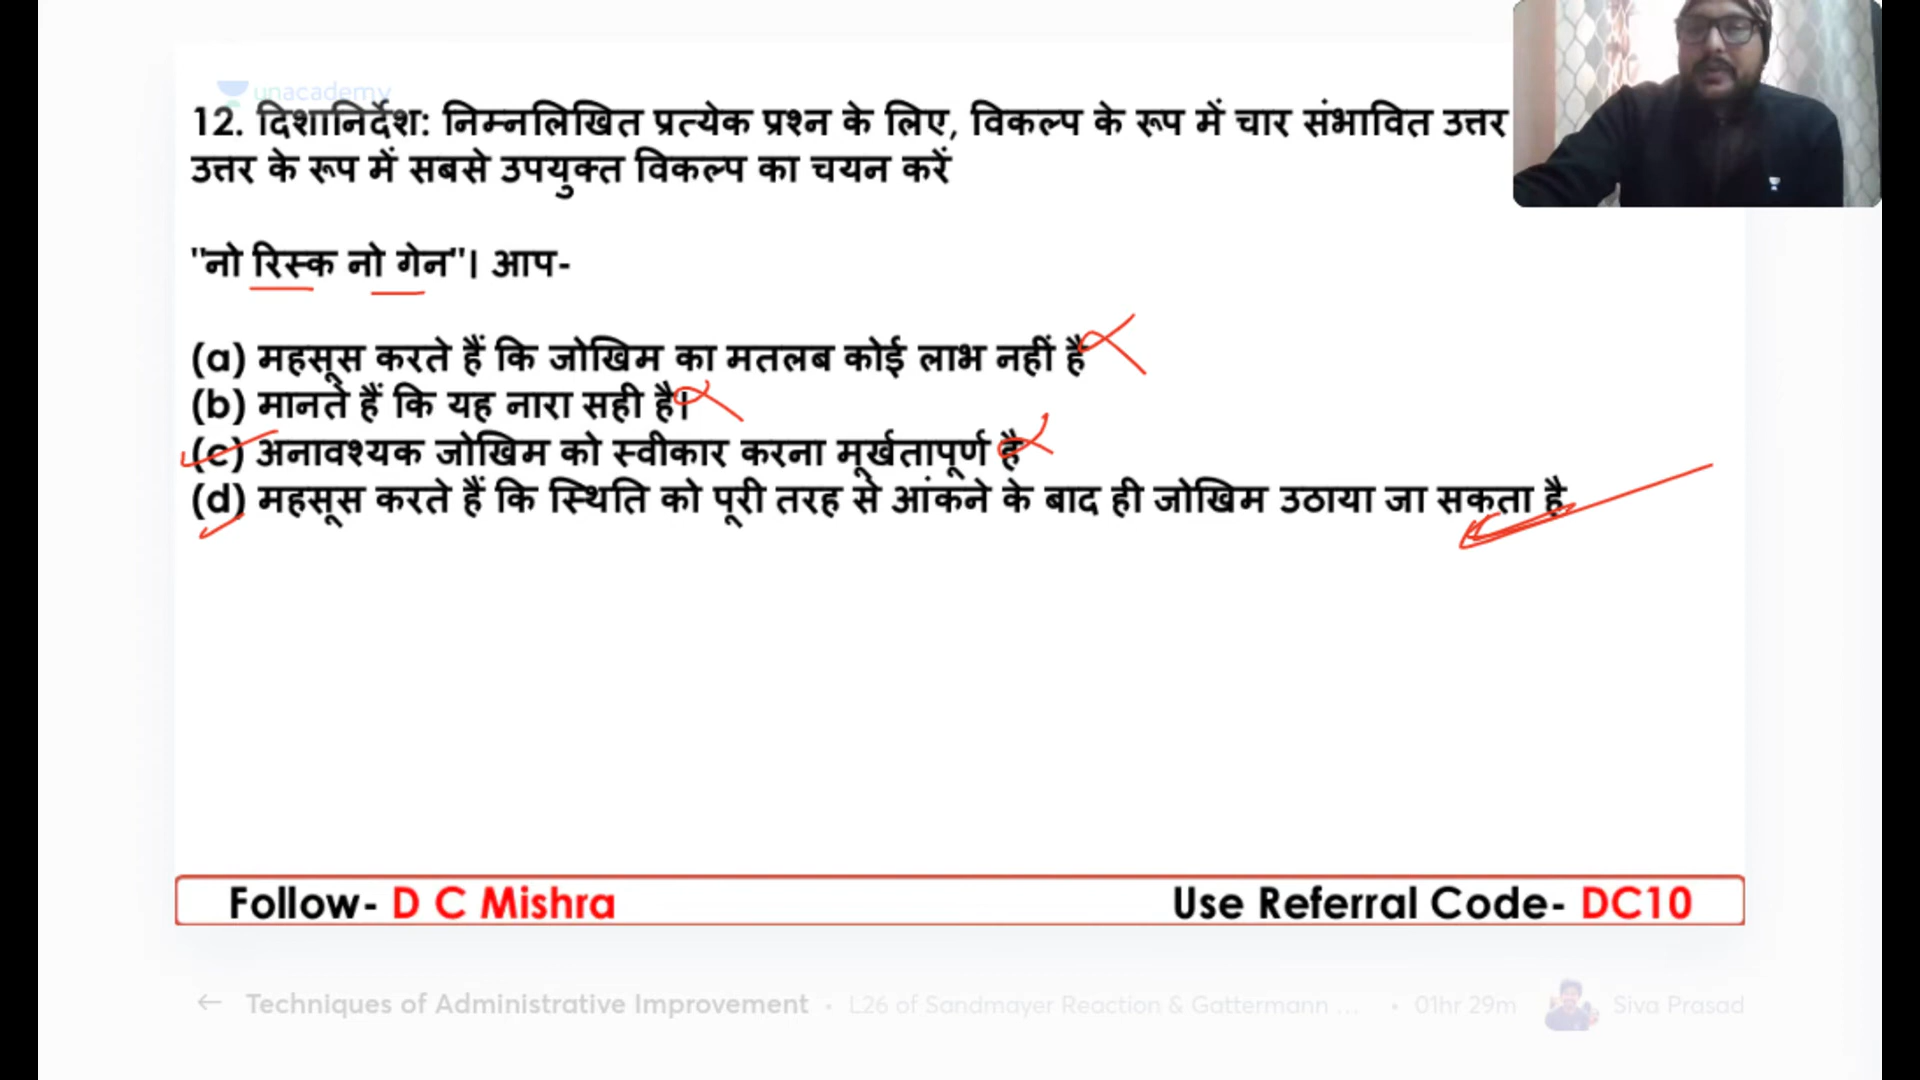 unacademy
12. दिशानिर्देश: निम्नलिखित प्रत्येक प्रश्न के लिए, विकल्प के रूप में चार संभावित उत्तर
उत्तर के रूप में सबसे उपयुक्त विकल्प का चयन करें
"नो रिस्क नो गेन"। आप-
(a) महसूस करते हैं कि जोखिम का मतलब कोई लाभ नहीं है
(b) मानते हैं कि यह नारा सही है।
(c) अनावश्यक जोखिम को स्वीकार करना मूर्खतापूर्ण है
(d) महसूस करते हैं कि स्थिति को पूरी तरह से आंकने के बाद ही जोखिम उठाया जा सकता है
Follow- D C Mishra Use Referral Code- DC10
← Techniques of Administrative Improvement • L26 of Sandmayer Reaction & Gattermann ... • 01hr 29m Siva Prasad